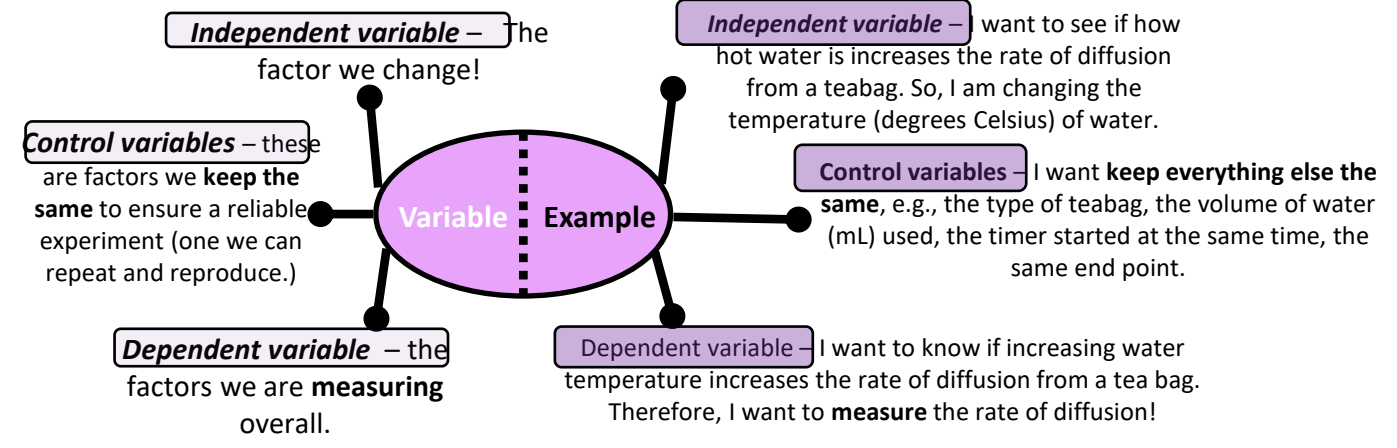 Independent variable – The
factor we change!
Control variables – these
are factors we keep the
same to ensure a reliable
experiment (one we can
repeat and reproduce.)
Dependent variable – the
factors we are measuring
overall.
Variable
Example
Independent variable – I want to see if how
hot water is increases the rate of diffusion
from a teabag. So, I am changing the
temperature (degrees Celsius) of water.
Control variables – I want keep everything else the
same, e.g., the type of teabag, the volume of water
(mL) used, the timer started at the same time, the
same end point.
Dependent variable – I want to know if increasing water
temperature increases the rate of diffusion from a tea bag.
Therefore, I want to measure the rate of diffusion!